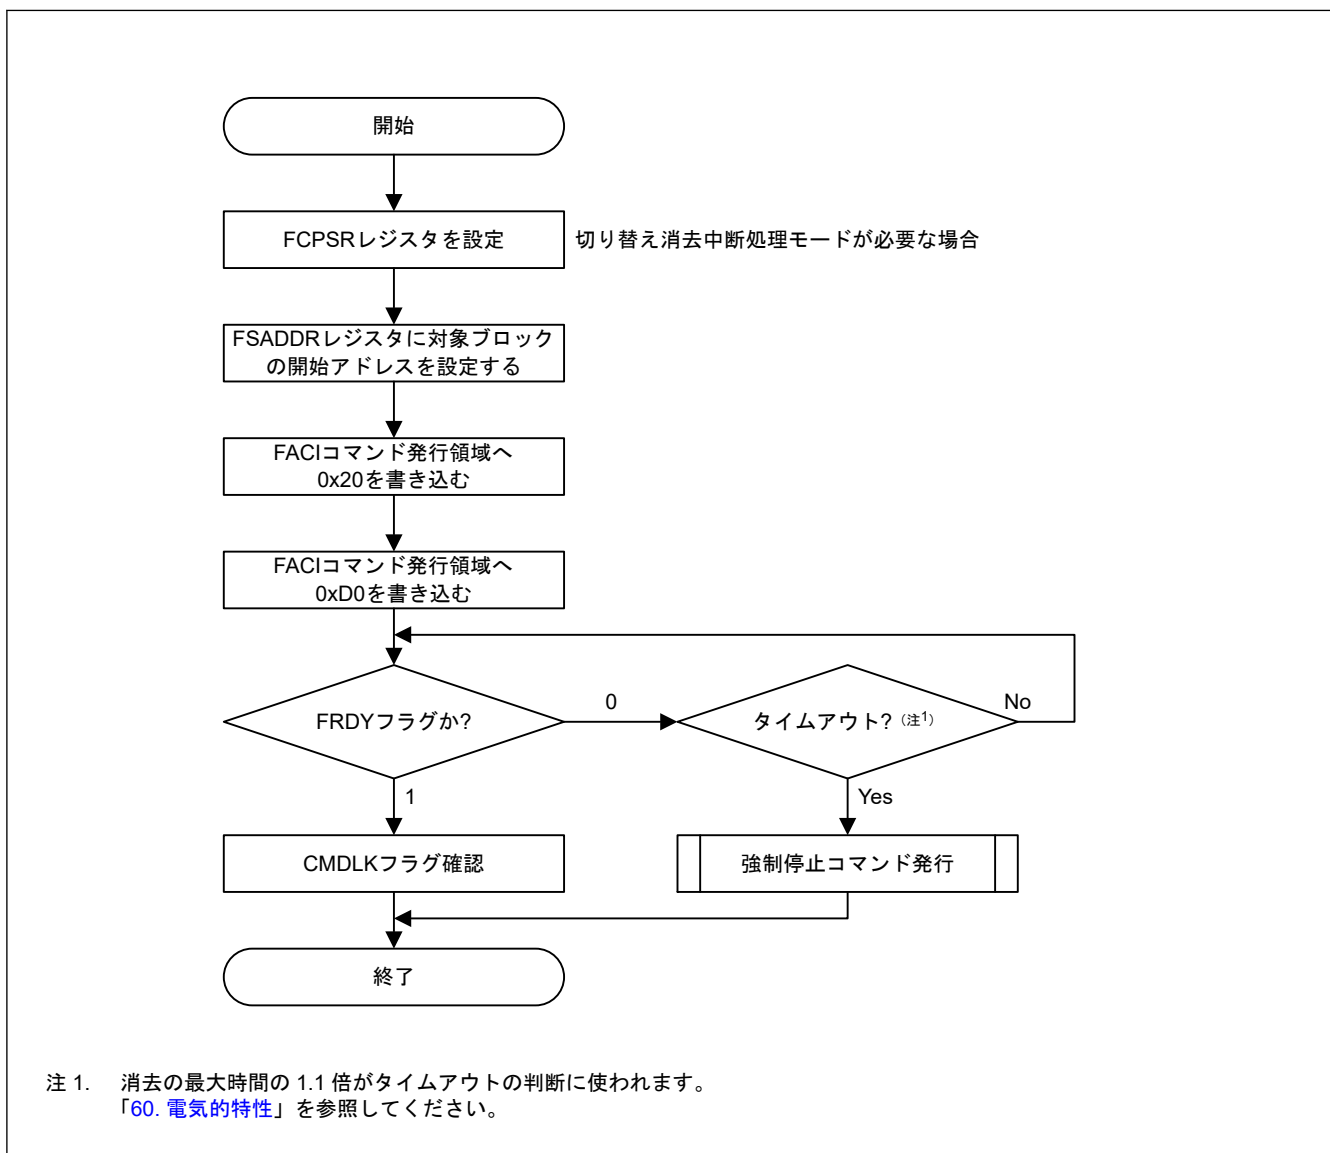 開始
FCPSRレジスタを設定
切り替え消去中断処理モードが必要な場合
FSADDRレジスタに対象ブロック
の開始アドレスを設定する
FACIコマンド発行領域へ
0x20を書き込む
FACIコマンド発行領域へ
0xD0を書き込む
FRDYフラグか?
0
タイムアウト?（注1）
No
1
Yes
CMDLKフラグ確認
強制停止コマンド発行
終了
注 1. 消去の最大時間の 1.1 倍がタイムアウトの判断に使われます。
「60. 電気的特性」を参照してください。